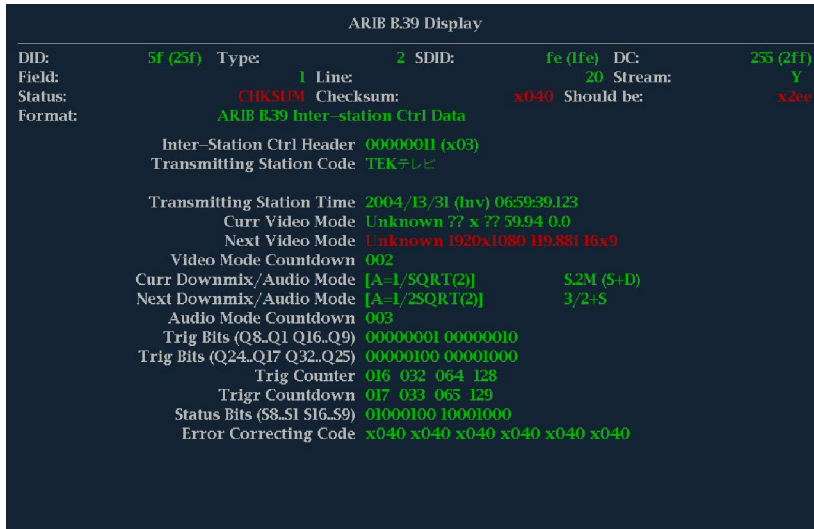 ARIB B.39 Display
DID: 5f (25f) Type: 2 SDID: fe (1fe) DC: 255 (2ff)
Field: 1 Line: 20 Stream: Y
Status: CHKSUM Checksum: x040 Should be: x2ee
Format: ARIB B.39 Inter-station Ctrl Data
Inter-Station Ctrl Header 00000011 (x03)
Transmitting Station Code TEKテレビ
Transmitting Station Time 2004/13/31 (Inv) 06:59:39.123
Curr Video Mode Unknown ?? x ?? 59.94 0.0
Next Video Mode Unknown 1920x1080 119.881 16x9
Video Mode Countdown 002
Curr Downmix/Audio Mode [A=1/SQRT(2)] S.2M (S+D)
Next Downmix/Audio Mode [A=1/2SQRT(2)] 3/2+S
Audio Mode Countdown 003
Trig Bits (Q8..Q1 Q16..Q9) 00000001 00000010
Trig Bits (Q24..Q17 Q32..Q25) 00000100 00001000
Trig Counter 016 032 064 128
Trigr Countdown 017 033 065 129
Status Bits (S8..S1 S16..S9) 01000100 10001000
Error Correcting Code x040 x040 x040 x040 x040 x040